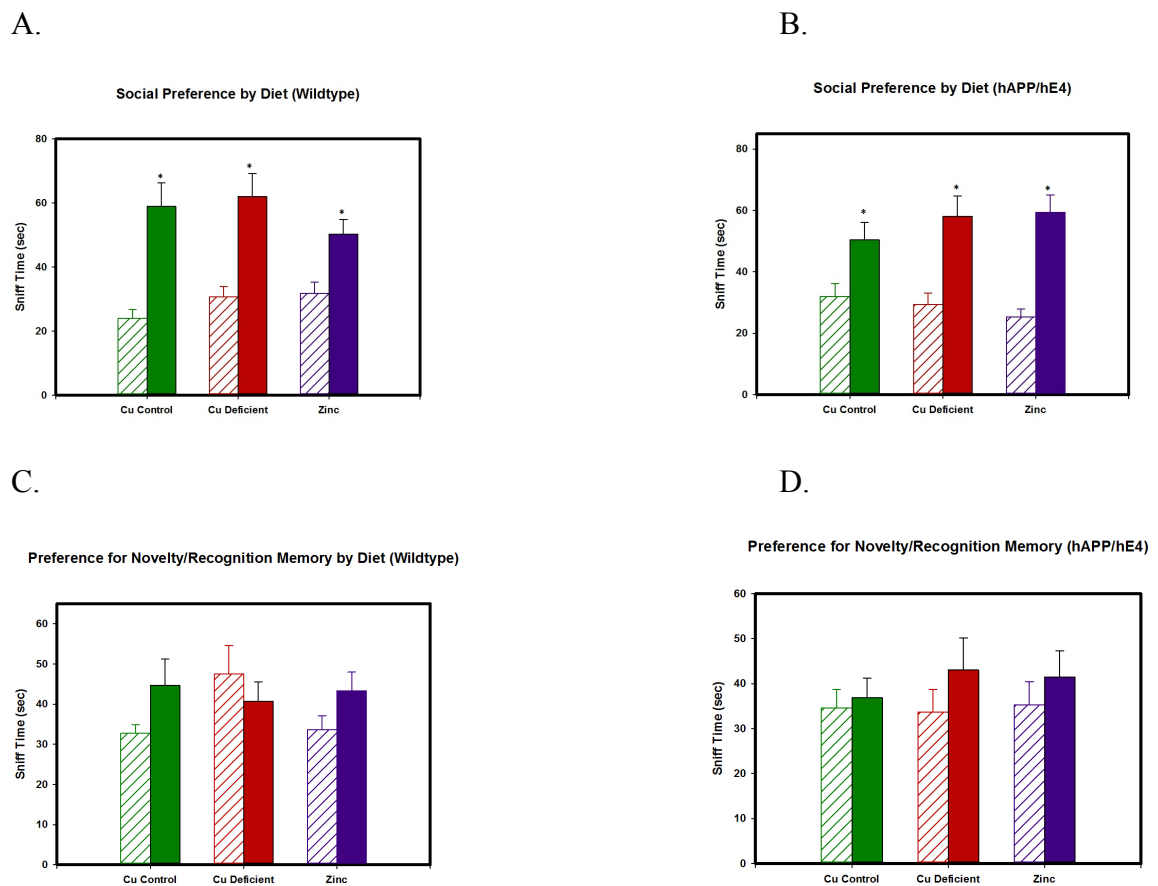 A.
Social Preference by Diet (Wildtype)
Sniff Time (sec)
80
60
40
20
0
*
*
*
Cu Control Cu Deficient Zinc
B.
Social Preference by Diet (hAPP/hE4)
Sniff Time (sec)
80
60
40
20
0
*
*
*
Cu Control Cu Deficient Zinc
C.
Preference for Novelty/Recognition Memory by Diet (Wildtype)
Sniff Time (sec)
60
50
40
30
20
10
0
Cu Control Cu Deficient Zinc
D.
Preference for Novelty/Recognition Memory (hAPP/hE4)
Sniff Time (sec)
60
50
40
30
20
10
0
Cu Control Cu Deficient Zinc